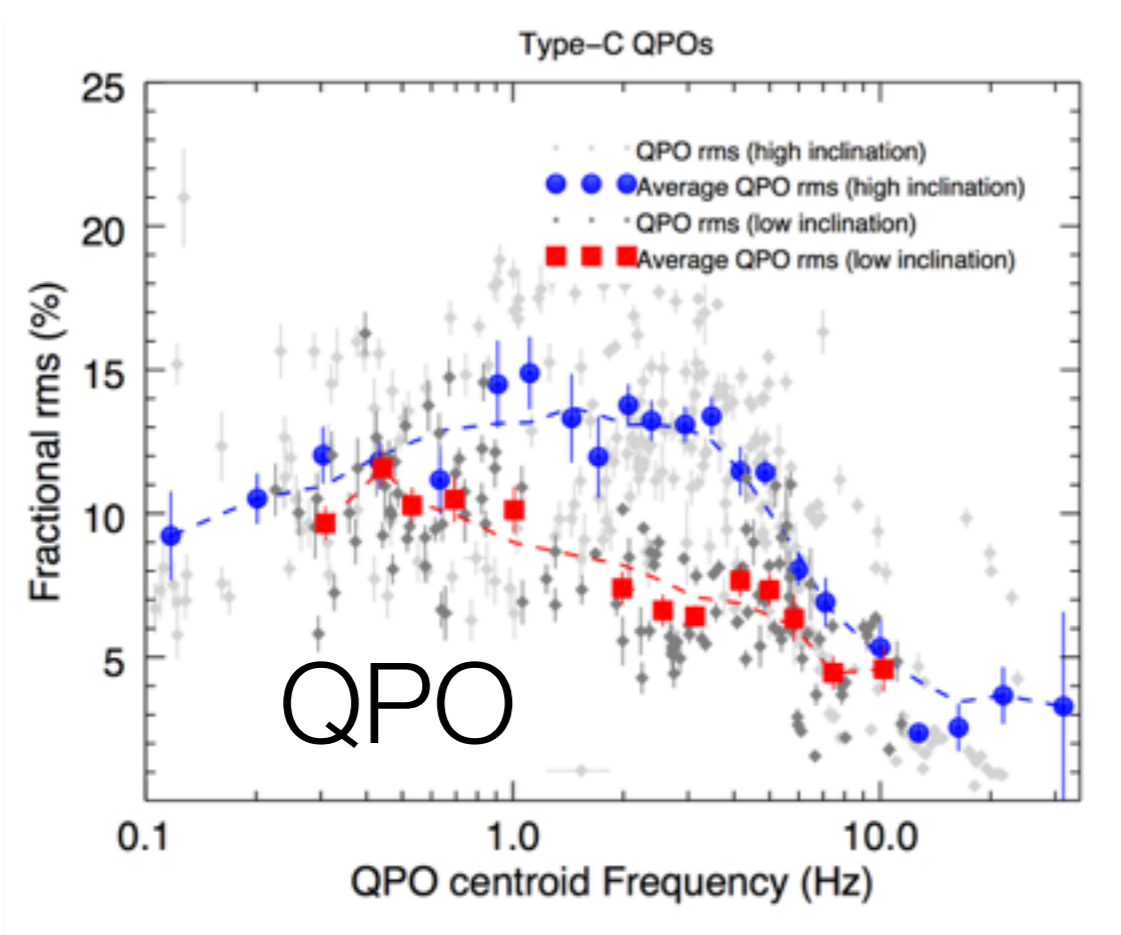 Type−C QPOs
25
20
15
10
5
QPO rms (high inclination)
Average QPO rms (high inclination)
QPO rms (low inclination)
Average QPO rms (low inclination)
Fractional rms (%)
QPO
0.1 1.0 10.0
QPO centroid Frequency (Hz)